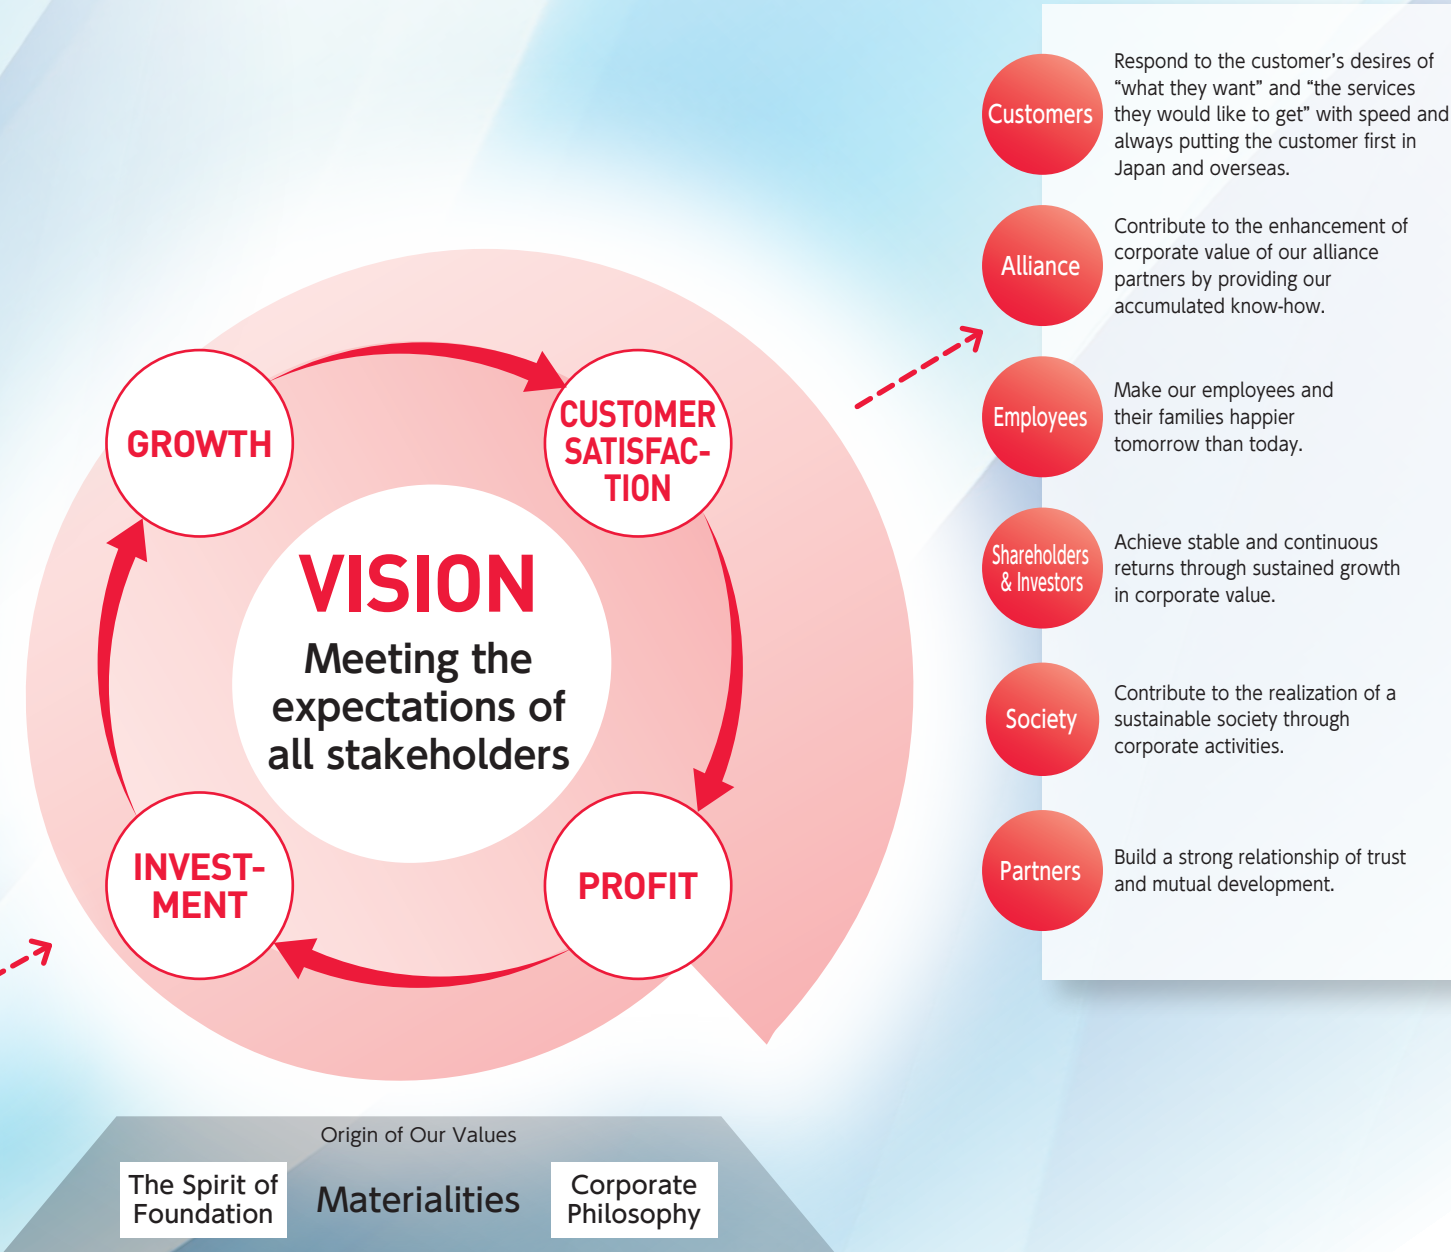 GROWTH
CUSTOMER
SATISFAC-
TION
VISION
Meeting the
expectations of
all stakeholders
INVEST-
MENT
PROFIT
Origin of Our Values
The Spirit of
Foundation
Materialities
Corporate
Philosophy
Customers
Respond to the customer’s desires of
“what they want” and “the services
they would like to get” with speed and
always putting the customer first in
Japan and overseas.
Alliance
Contribute to the enhancement of
corporate value of our alliance
partners by providing our
accumulated know-how.
Employees
Make our employees and
their families happier
tomorrow than today.
Shareholders
& Investors
Achieve stable and continuous
returns through sustained growth
in corporate value.
Society
Contribute to the realization of a
sustainable society through
corporate activities.
Partners
Build a strong relationship of trust
and mutual development.